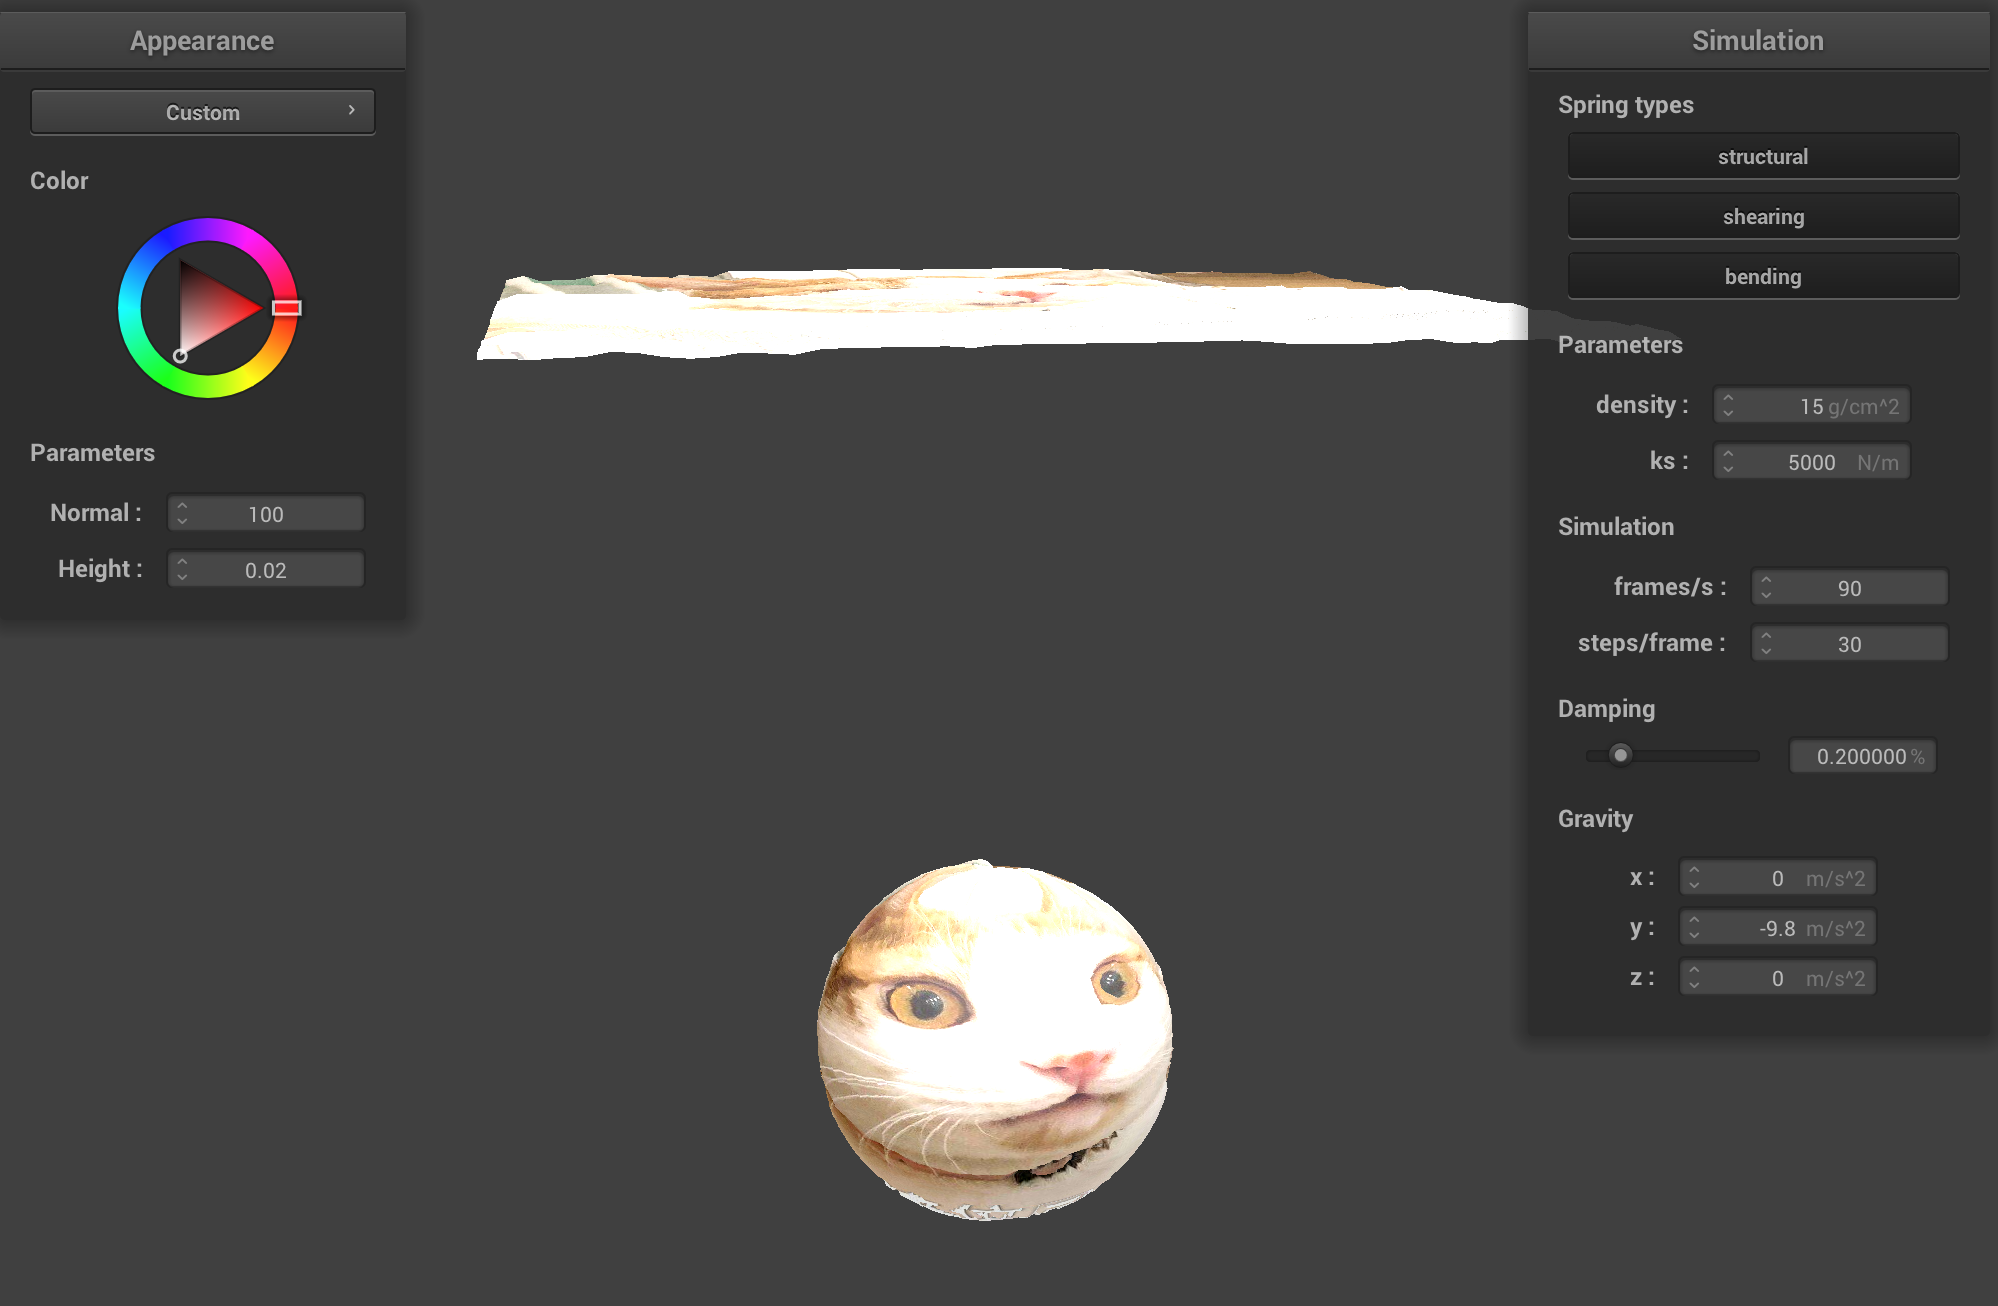 Appearance
Custom
Color
Parameters
Normal : 100
Height : 0.02
Simulation
Spring types
structural
shearing
bending
Parameters
density : 15 g/cm^2
ks : 5000 N/m
Simulation
frames/s : 90
steps/frame : 30
Damping
0.200000 %
Gravity
x : 0 m/s^2
y : -9.8 m/s^2
z : 0 m/s^2